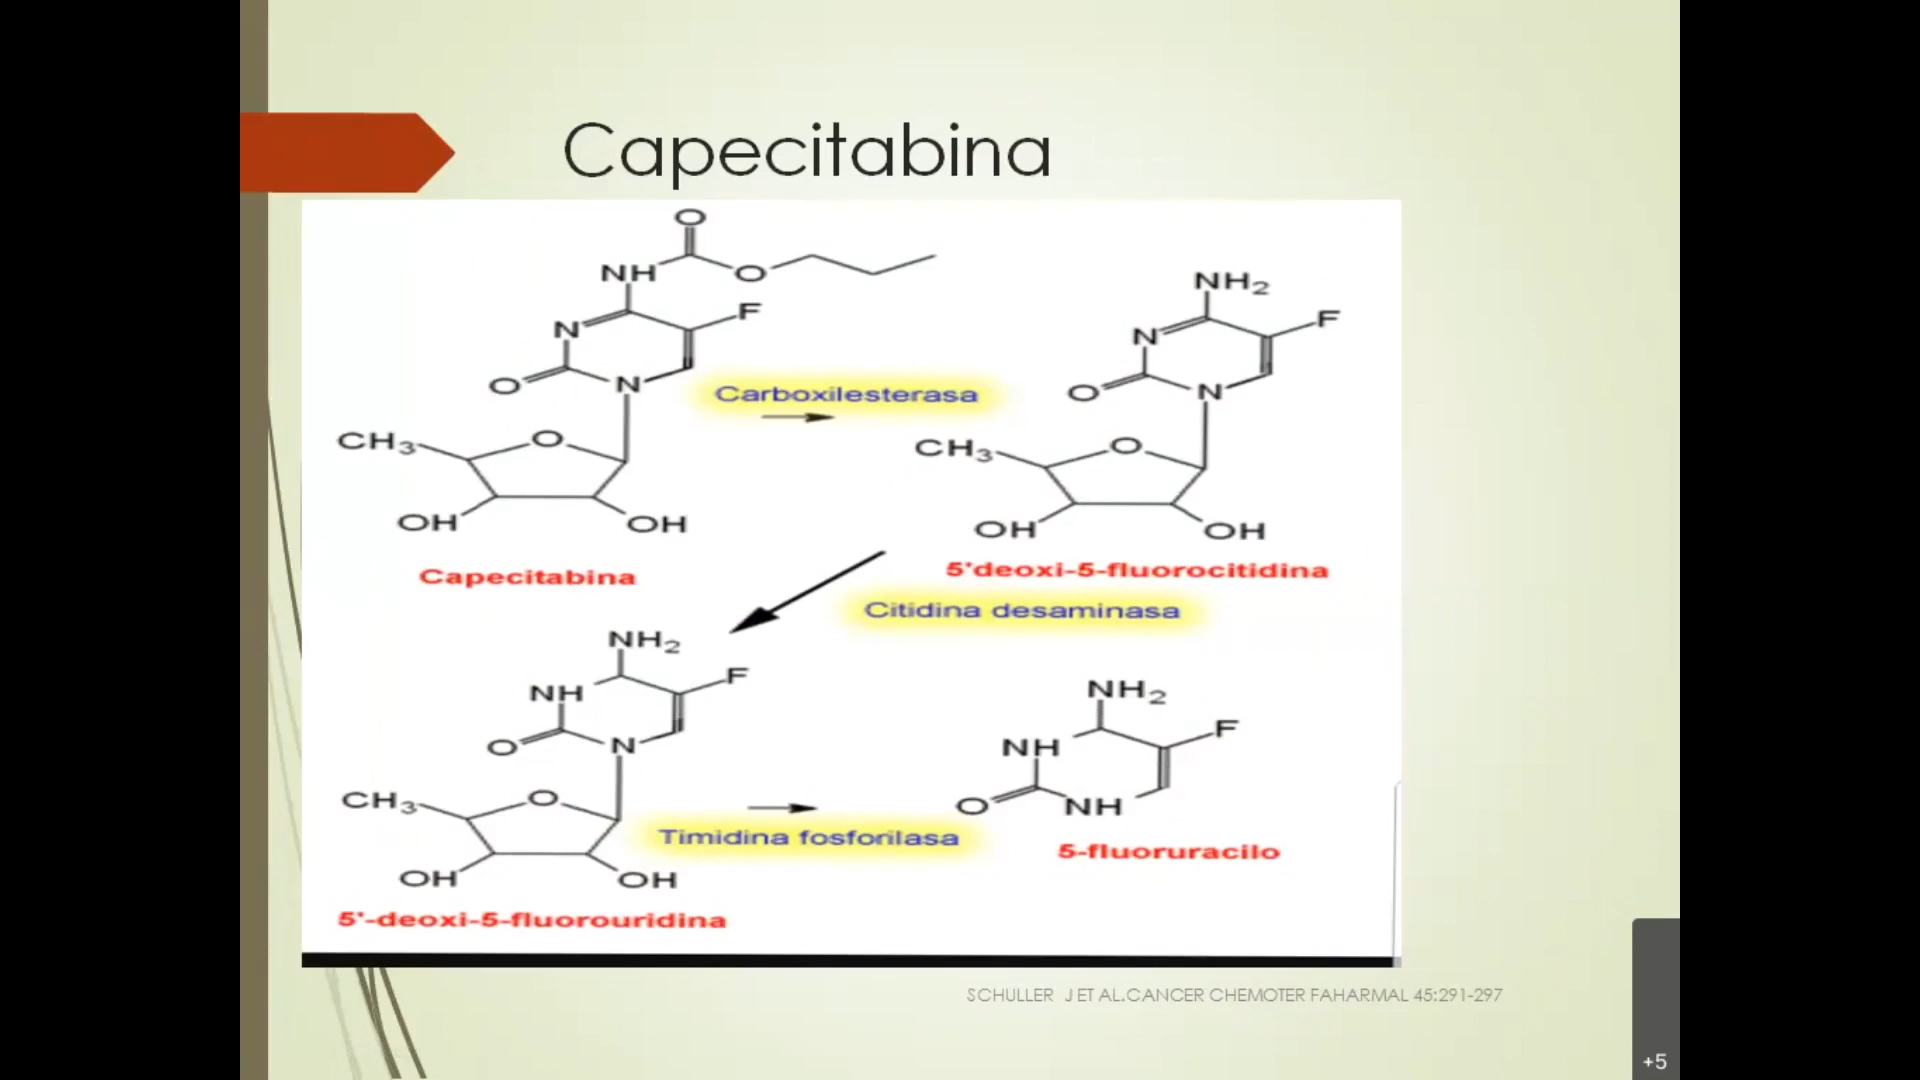 Capecitabina
O
NH
O
N
F
O
N
Carboxilesterasa
CH3
O
OH
OH
Capecitabina
NH2
N
F
O
N
CH3
O
OH
OH
5'deoxi-5-fluorocitidina
Citidina desaminasa
NH2
NH
F
O
N
CH3
O
OH
OH
5'-deoxi-5-fluorouridina
Timidina fosforilasa
NH2
NH
F
O
NH
5-fluoruracilo
SCHULLER J ET AL.CANCER CHEMOTER FAHARMAL 45:291-297
+5